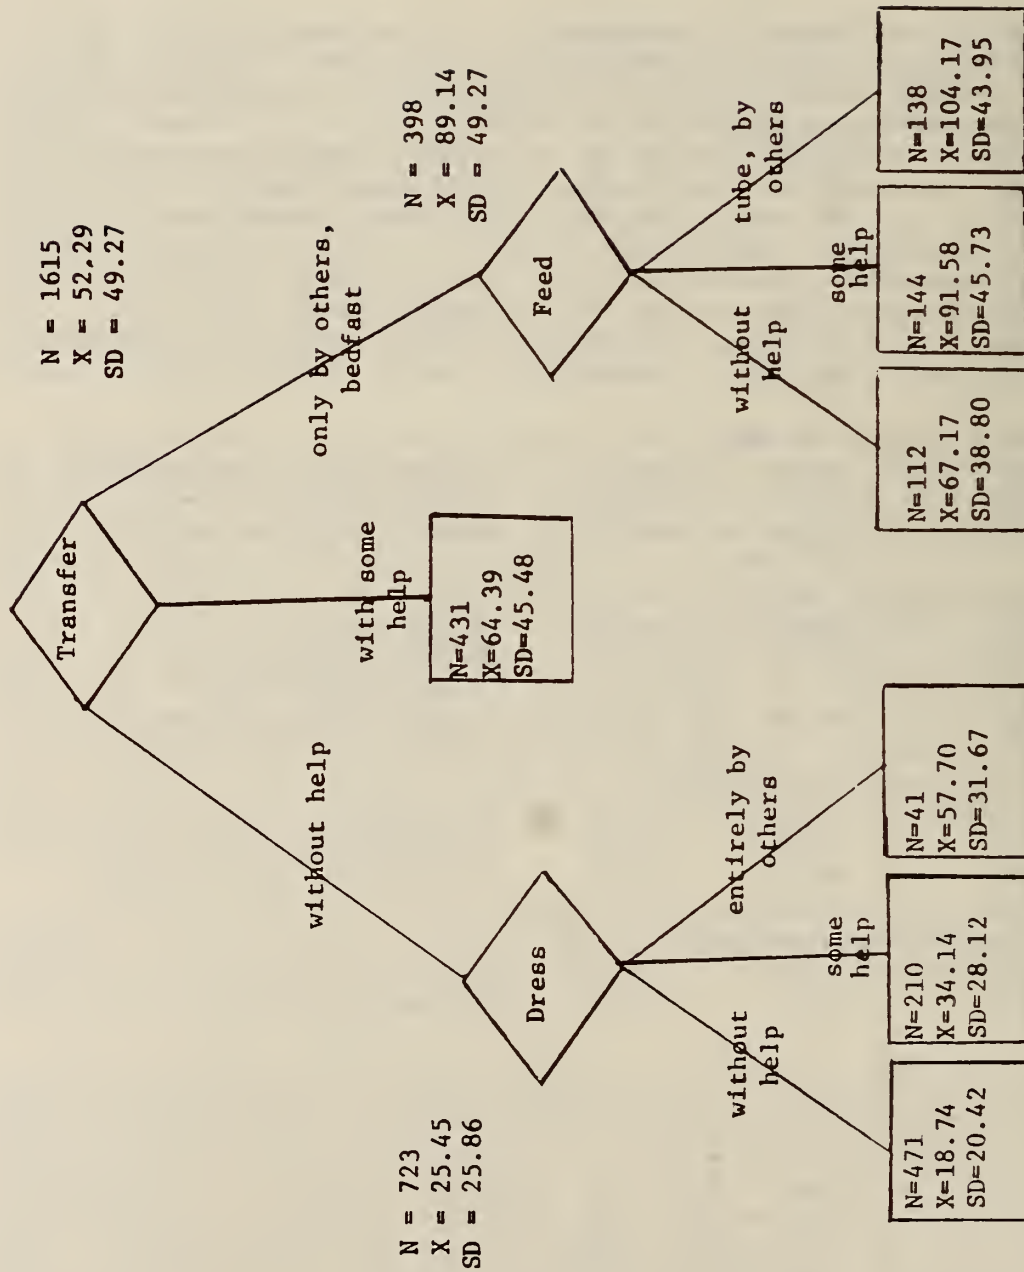 N = 1615
X = 52.29
SD = 49.27
Transfer
without help
with some
help
only by others,
bedfast
N = 723
X = 25.45
SD = 25.86
Dress
N=431
X=64.39
SD=45.48
N = 398
X = 89.14
SD = 49.27
Feed
without
help
some
help
entirely by
others
without
help
some
help
tube, by
others
N=471
X=18.74
SD=20.42
N=210
X=34.14
SD=28.12
N=41
X=57.70
SD=31.67
N=112
X=67.17
SD=38.80
N=144
X=91.58
SD=45.73
N=138
X=104.17
SD=43.95